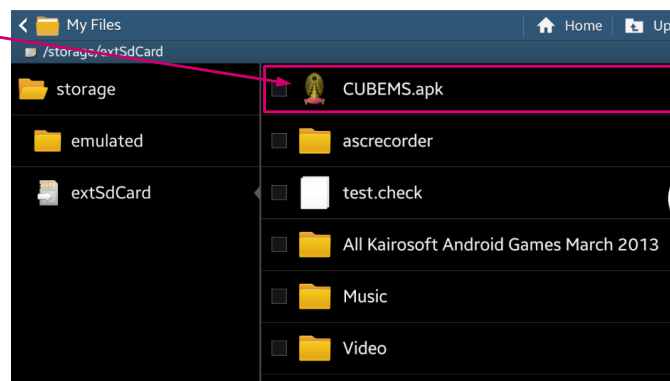 My Files
Home
Up
/storage/extSdCard
storage
CUBEMS.apk
emulated
ascrecorder
extSdCard
test.check
All Kairosoft Android Games March 2013
Music
Video